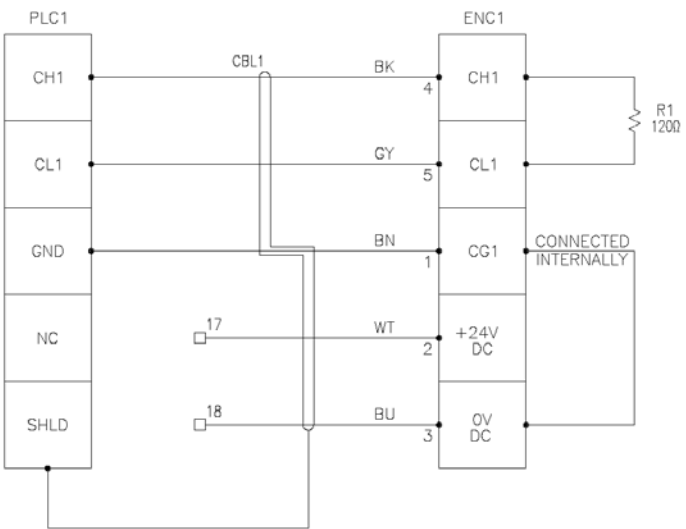 PLC1
ENC1
CBL1
CH1
BK
4
CH1
R1
120Ω
CL1
GY
5
CL1
GND
BN
1
CG1
CONNECTED
INTERNALLY
NC
17
WT
2
+24V
DC
SHLD
18
BU
3
0V
DC